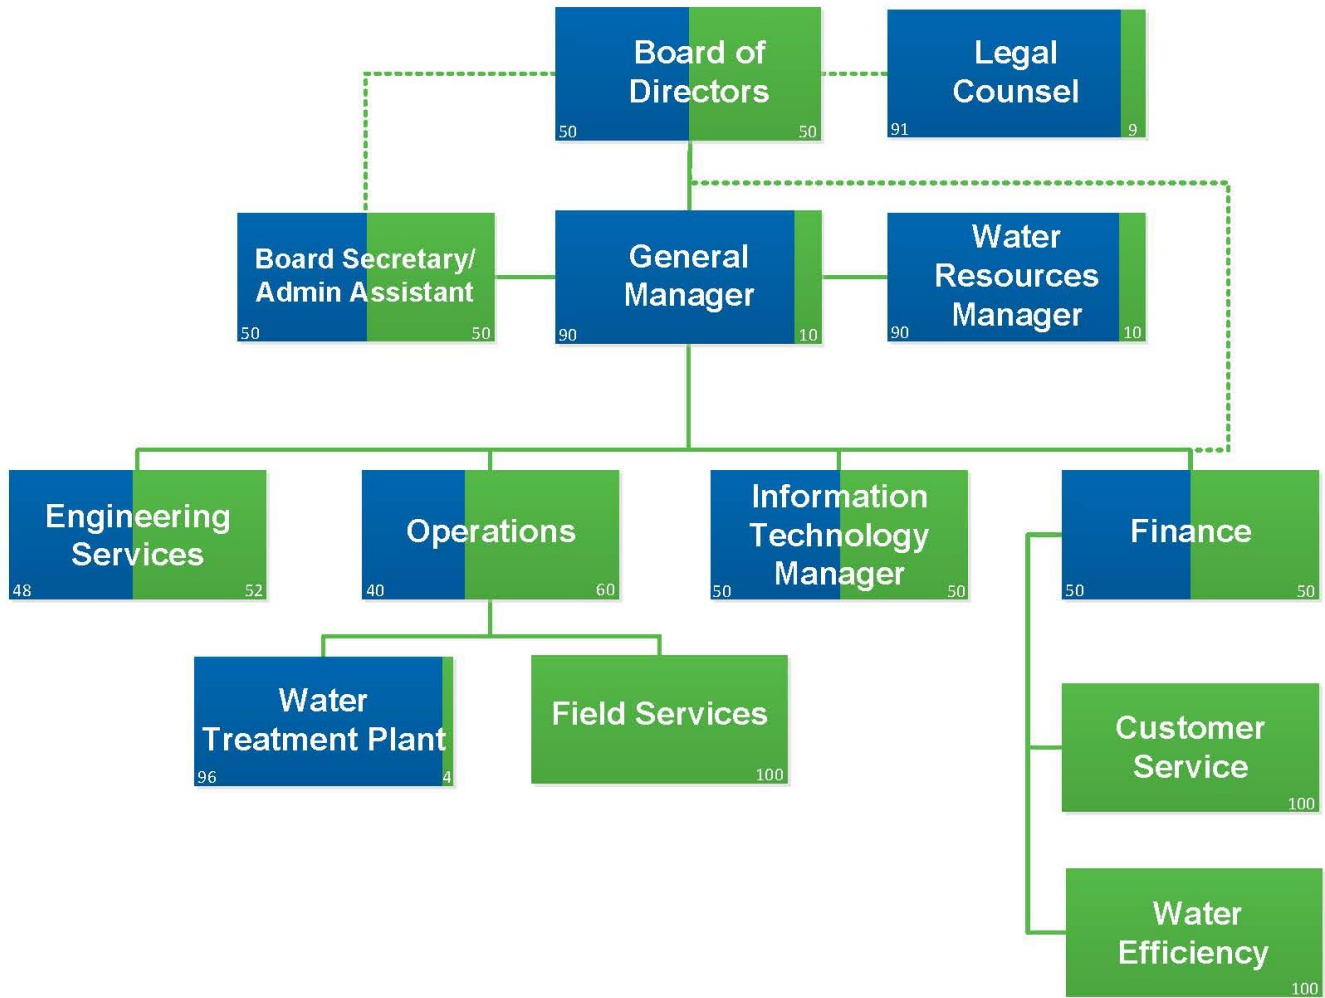 Board of
Directors
50 50
Legal
Counsel
91 9
Board Secretary/
Admin Assistant
50 50
General
Manager
90 10
Water
Resources
Manager
90 10
Engineering
Services
48 52
Operations
40 60
Information
Technology
Manager
50 50
Finance
50 50
Water
Treatment Plant
96 4
Field Services
100
Customer
Service
100
Water
Efficiency
100